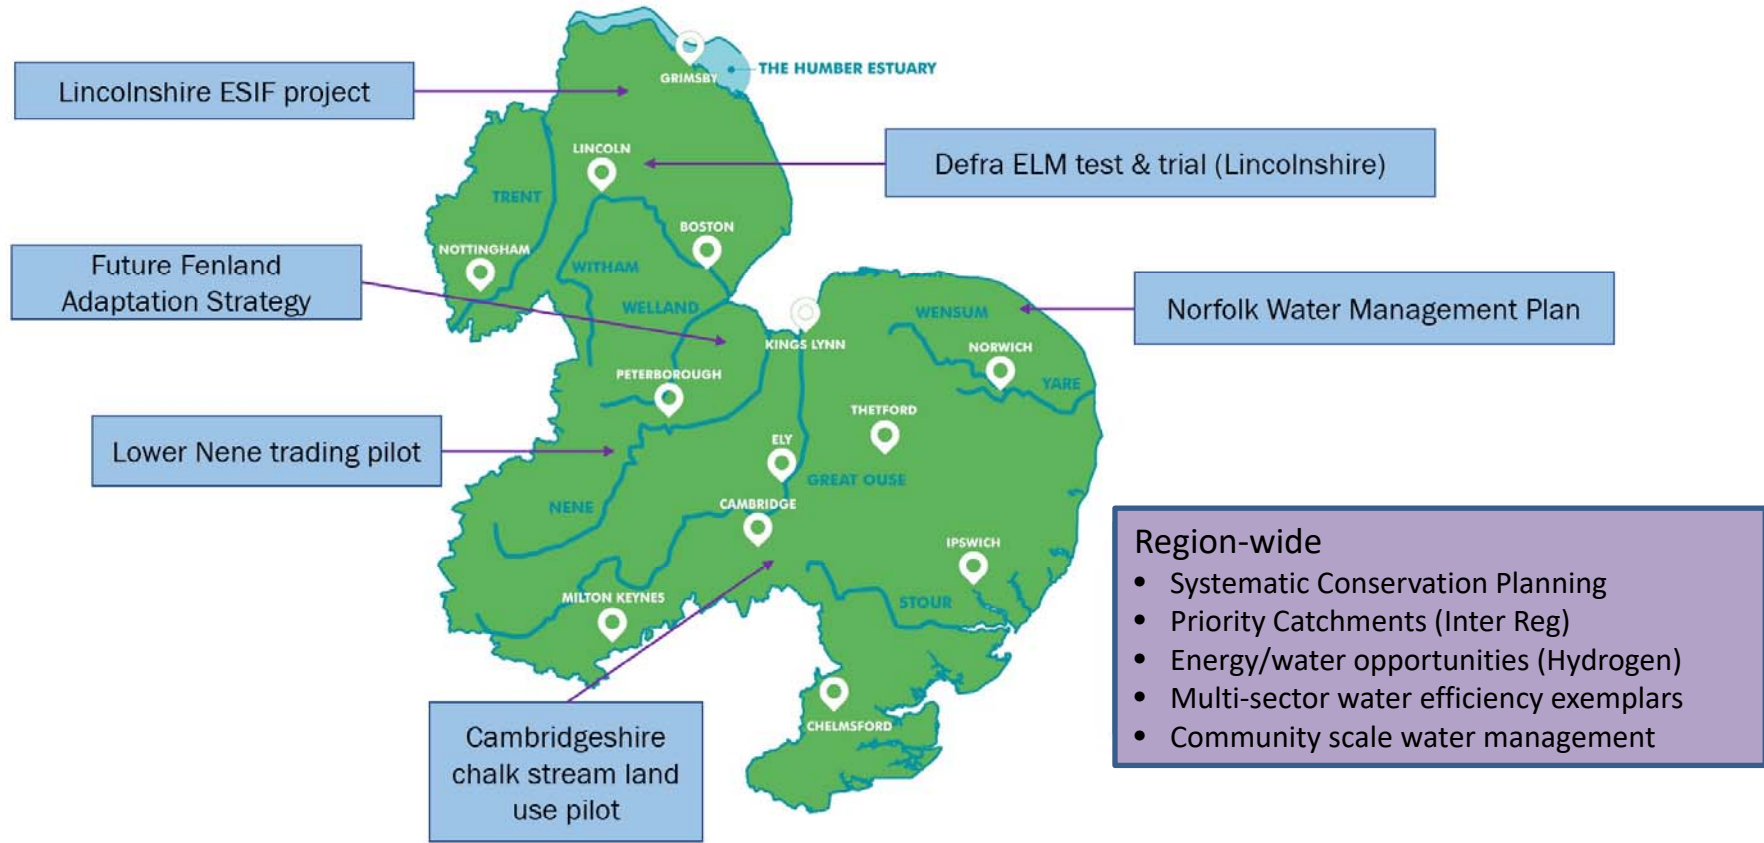 GRIMSBY
THE HUMBER ESTUARY
Lincolnshire ESIF project
LINCOLN
Defra ELM test & trial (Lincolnshire)
TRENT
BOSTON
NOTTINGHAM
Future Fenland
Adaptation Strategy
WITHAM
WELLAND
KINGS LYNN
WENSUM
Norfolk Water Management Plan
NORWICH
PETERBOROUGH
YARE
THETFORD
Lower Nene trading pilot
ELY
GREAT OUSE
NENE
CAMBRIDGE
IPSWICH
MILTON KEYNES
STOUR
CHELMSFORD
Cambridgeshire
chalk stream land
use pilot
Region-wide
• Systematic Conservation Planning
• Priority Catchments (Inter Reg)
• Energy/water opportunities (Hydrogen)
• Multi-sector water efficiency exemplars
• Community scale water management